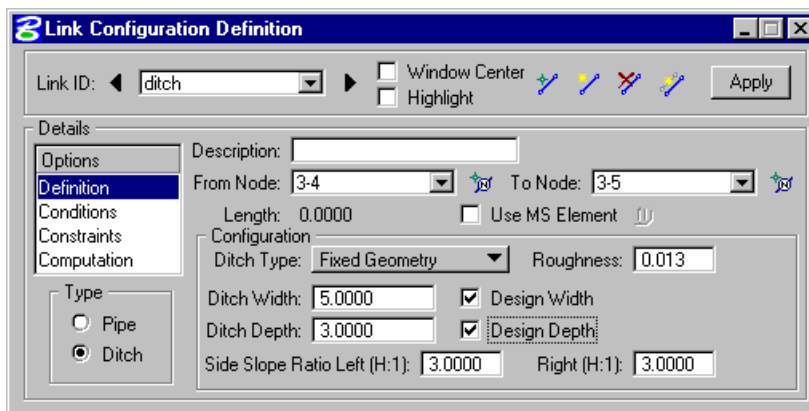 Link Configuration Definition
Link ID: ditch Window Center Apply
Highlight
Details
Options Description:
Definition From Node: 3-4 To Node: 3-5
Conditions Length: 0.0000 Use MS Element
Constraints Configuration
Computation Ditch Type: Fixed Geometry Roughness: 0.013
Type Ditch Width: 5.0000 Design Width
Pipe Ditch Depth: 3.0000 Design Depth
Ditch Side Slope Ratio Left (H:1): 3.0000 Right (H:1): 3.0000